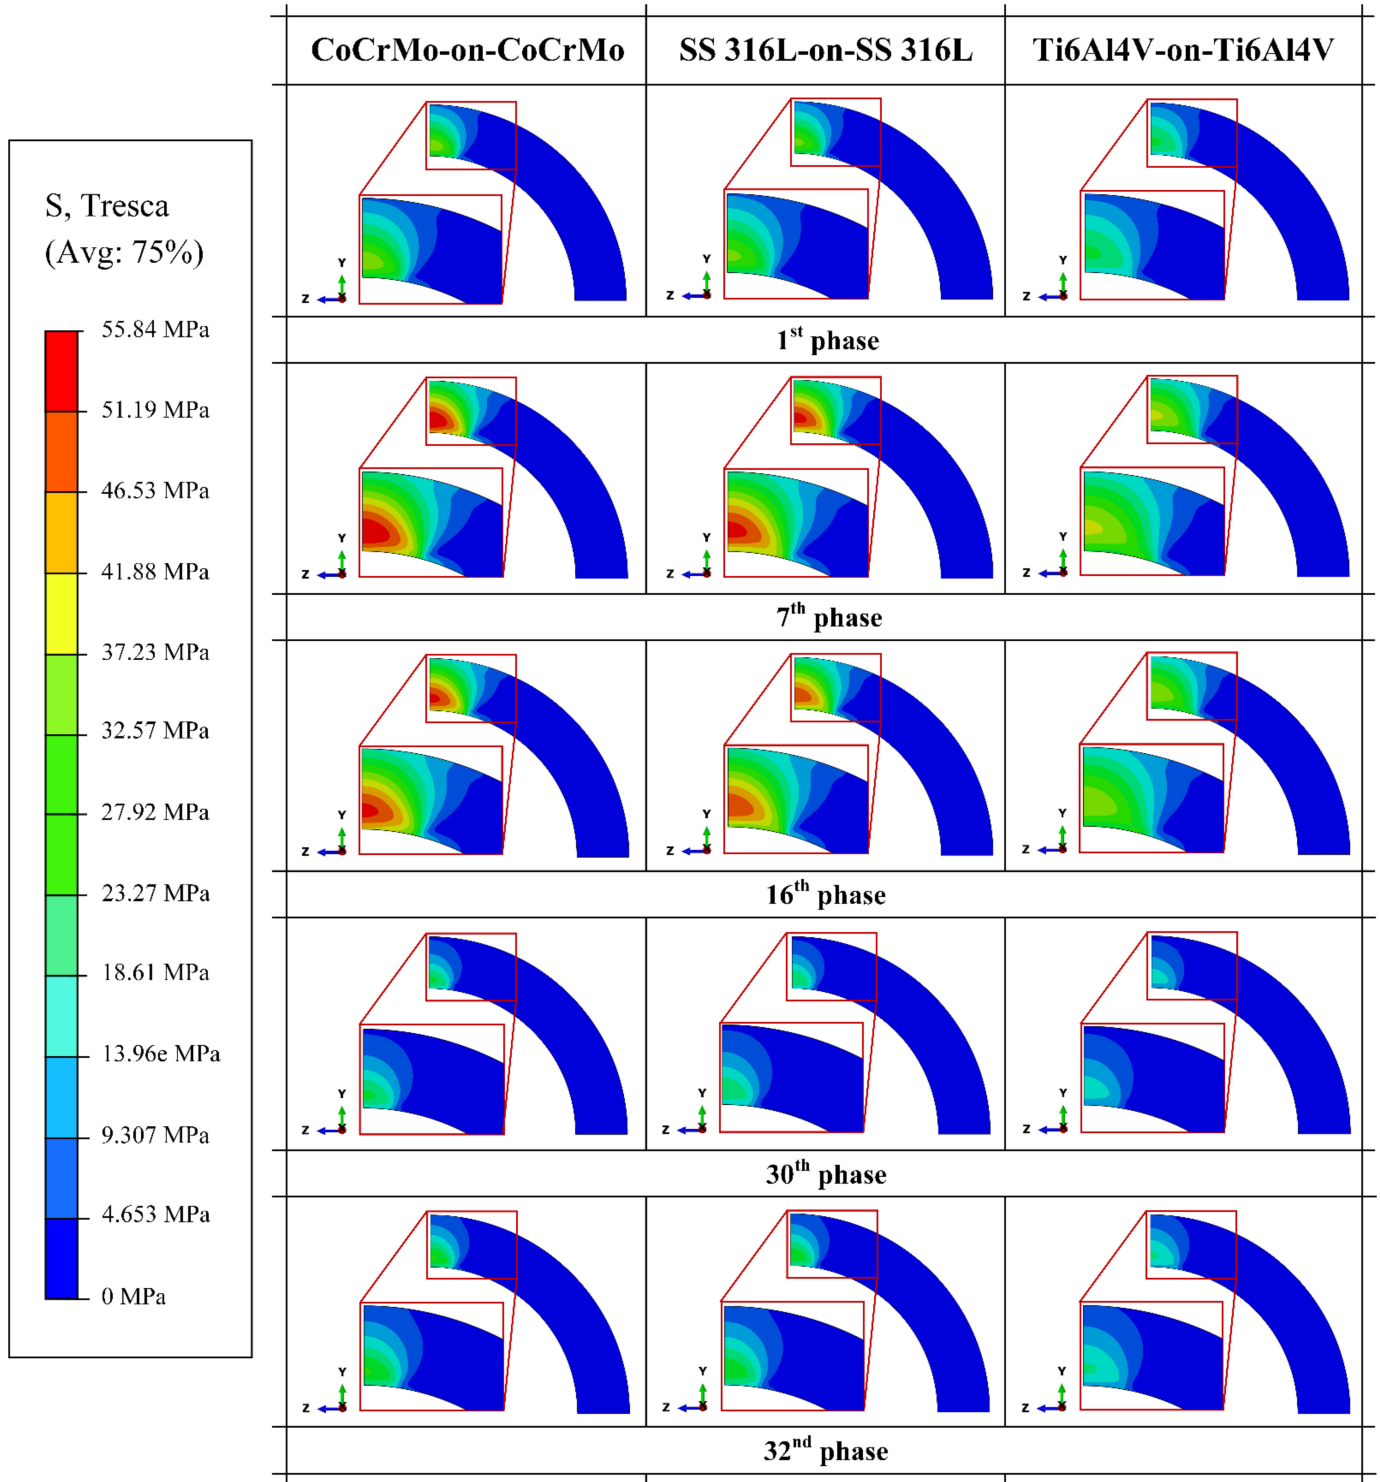 CoCrMo-on-CoCrMo
SS 316L-on-SS 316L
Ti6Al4V-on-Ti6Al4V
S, Tresca
(Avg: 75%)
55.84 MPa
51.19 MPa
46.53 MPa
41.88 MPa
37.23 MPa
32.57 MPa
27.92 MPa
23.27 MPa
18.61 MPa
13.96e MPa
9.307 MPa
4.653 MPa
0 MPa
Y
Z
X
Y
Z
X
Y
Z
X
1st phase
Y
Z
X
Y
Z
X
Y
Z
X
7th phase
Y
Z
X
Y
Z
X
Y
Z
X
16th phase
Y
Z
X
Y
Z
X
Y
Z
X
30th phase
Y
Z
X
Y
Z
X
Y
Z
X
32nd phase